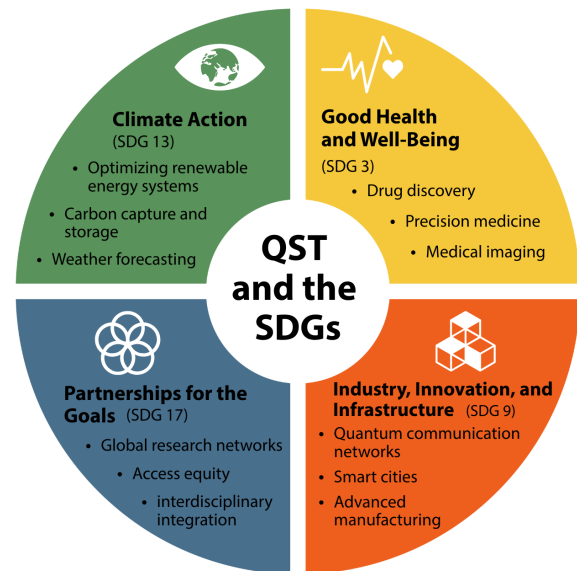 Climate Action
(SDG 13)
• Optimizing renewable
energy systems
• Carbon capture and
storage
• Weather forecasting
Good Health
and Well-Being
(SDG 3)
• Drug discovery
• Precision medicine
• Medical imaging
QST
and the
SDGs
Partnerships for the
Goals (SDG 17)
• Global research networks
• Access equity
• interdisciplinary
integration
Industry, Innovation, and
Infrastructure (SDG 9)
• Quantum communication
networks
• Smart cities
• Advanced
manufacturing